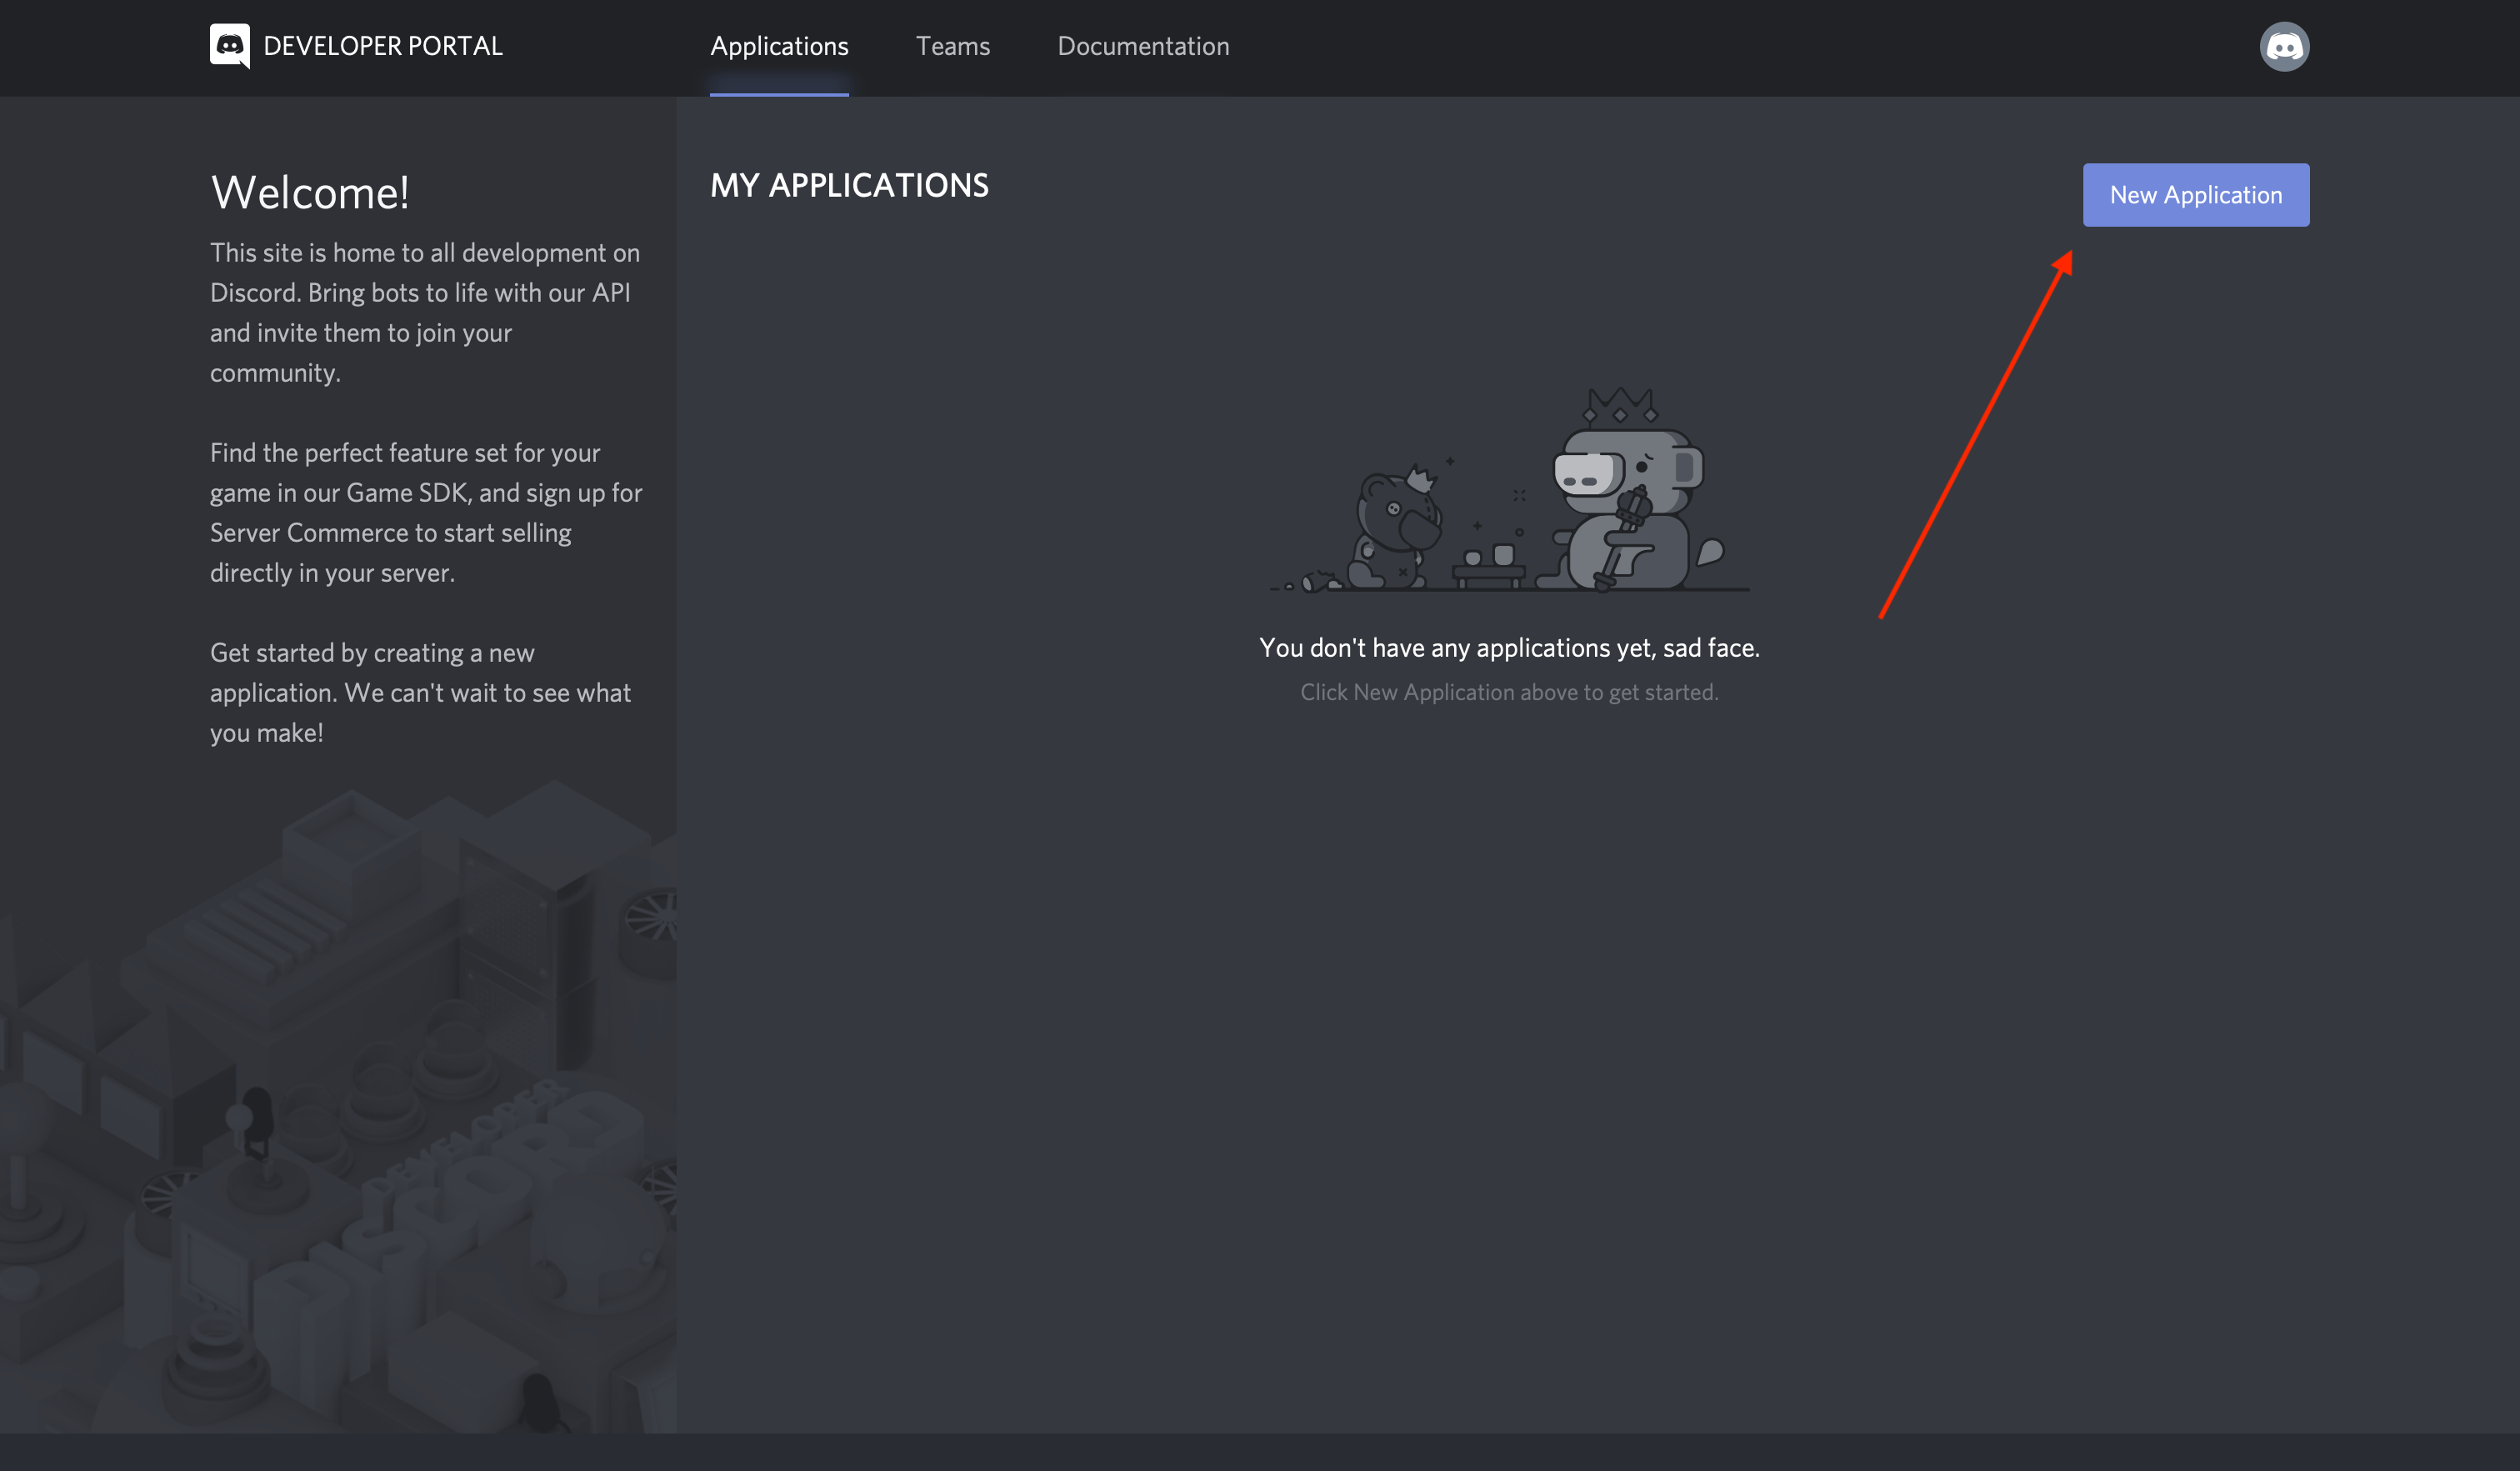 DEVELOPER PORTAL
Applications
Teams
Documentation
Welcome!
This site is home to all development on
Discord. Bring bots to life with our API
and invite them to join your
community.
Find the perfect feature set for your
game in our Game SDK, and sign up for
Server Commerce to start selling
directly in your server.
Get started by creating a new
application. We can't wait to see what
you make!
MY APPLICATIONS
New Application
You don't have any applications yet, sad face.
Click New Application above to get started.
DEVELOPER
DISCORD